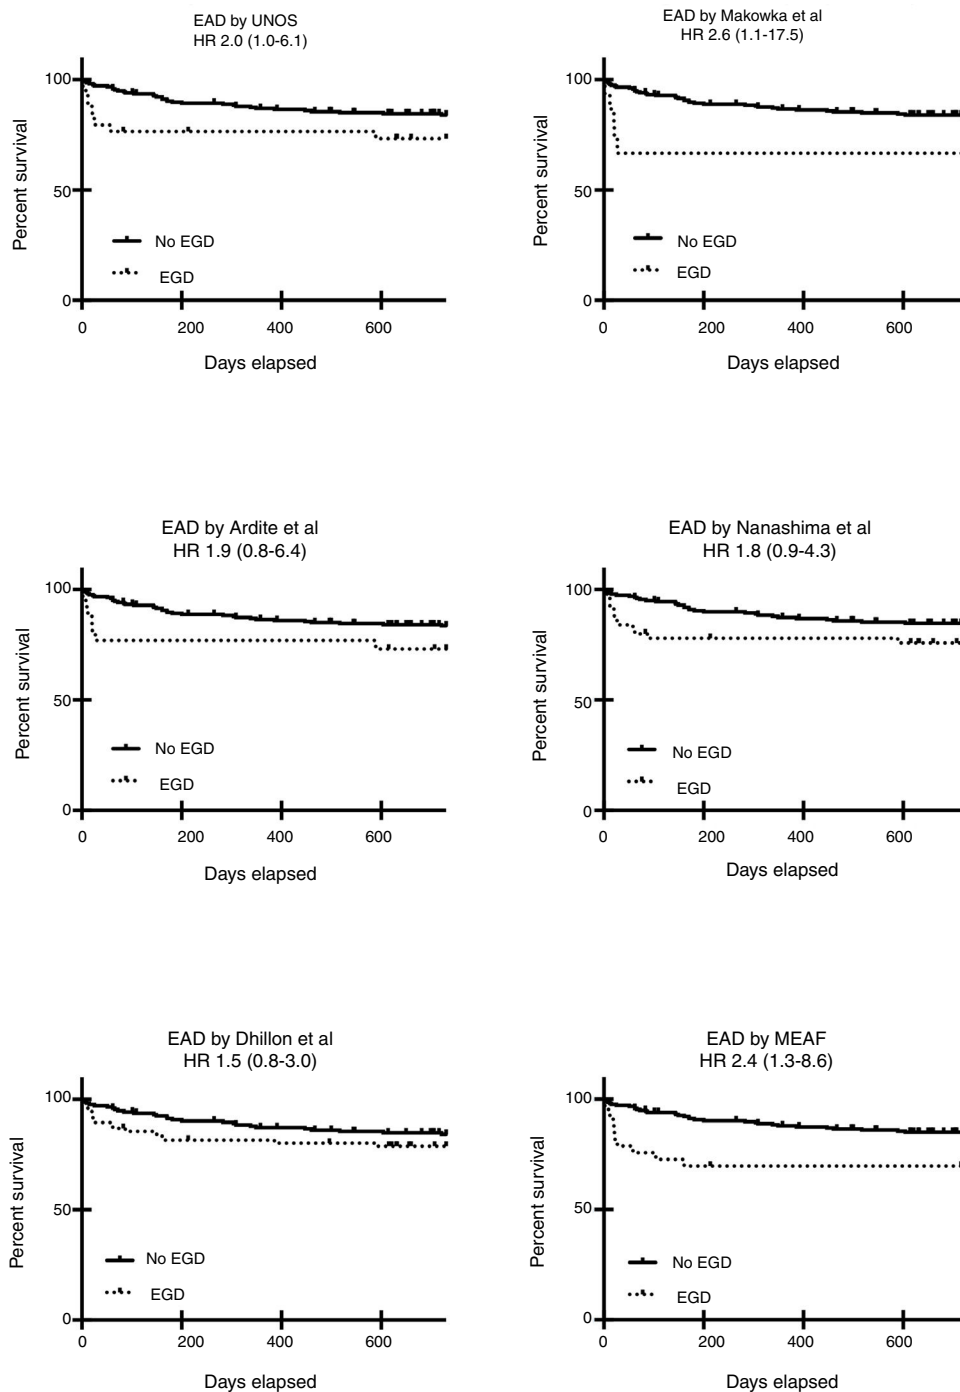 EAD by UNOS
HR 2.0 (1.0-6.1)
100
50
0
Percent survival
No EGD
EGD
0 200 400 600
Days elapsed
EAD by Makowka et al
HR 2.6 (1.1-17.5)
100
50
0
Percent survival
No EGD
EGD
0 200 400 600
Days elapsed
EAD by Ardite et al
HR 1.9 (0.8-6.4)
100
50
0
Percent survival
No EGD
EGD
0 200 400 600
Days elapsed
EAD by Nanashima et al
HR 1.8 (0.9-4.3)
100
50
0
Percent survival
No EGD
EGD
0 200 400 600
Days elapsed
EAD by Dhillon et al
HR 1.5 (0.8-3.0)
100
50
0
Percent survival
No EGD
EGD
0 200 400 600
Days elapsed
EAD by MEAF
HR 2.4 (1.3-8.6)
100
50
0
Percent survival
No EGD
EGD
0 200 400 600
Days elapsed